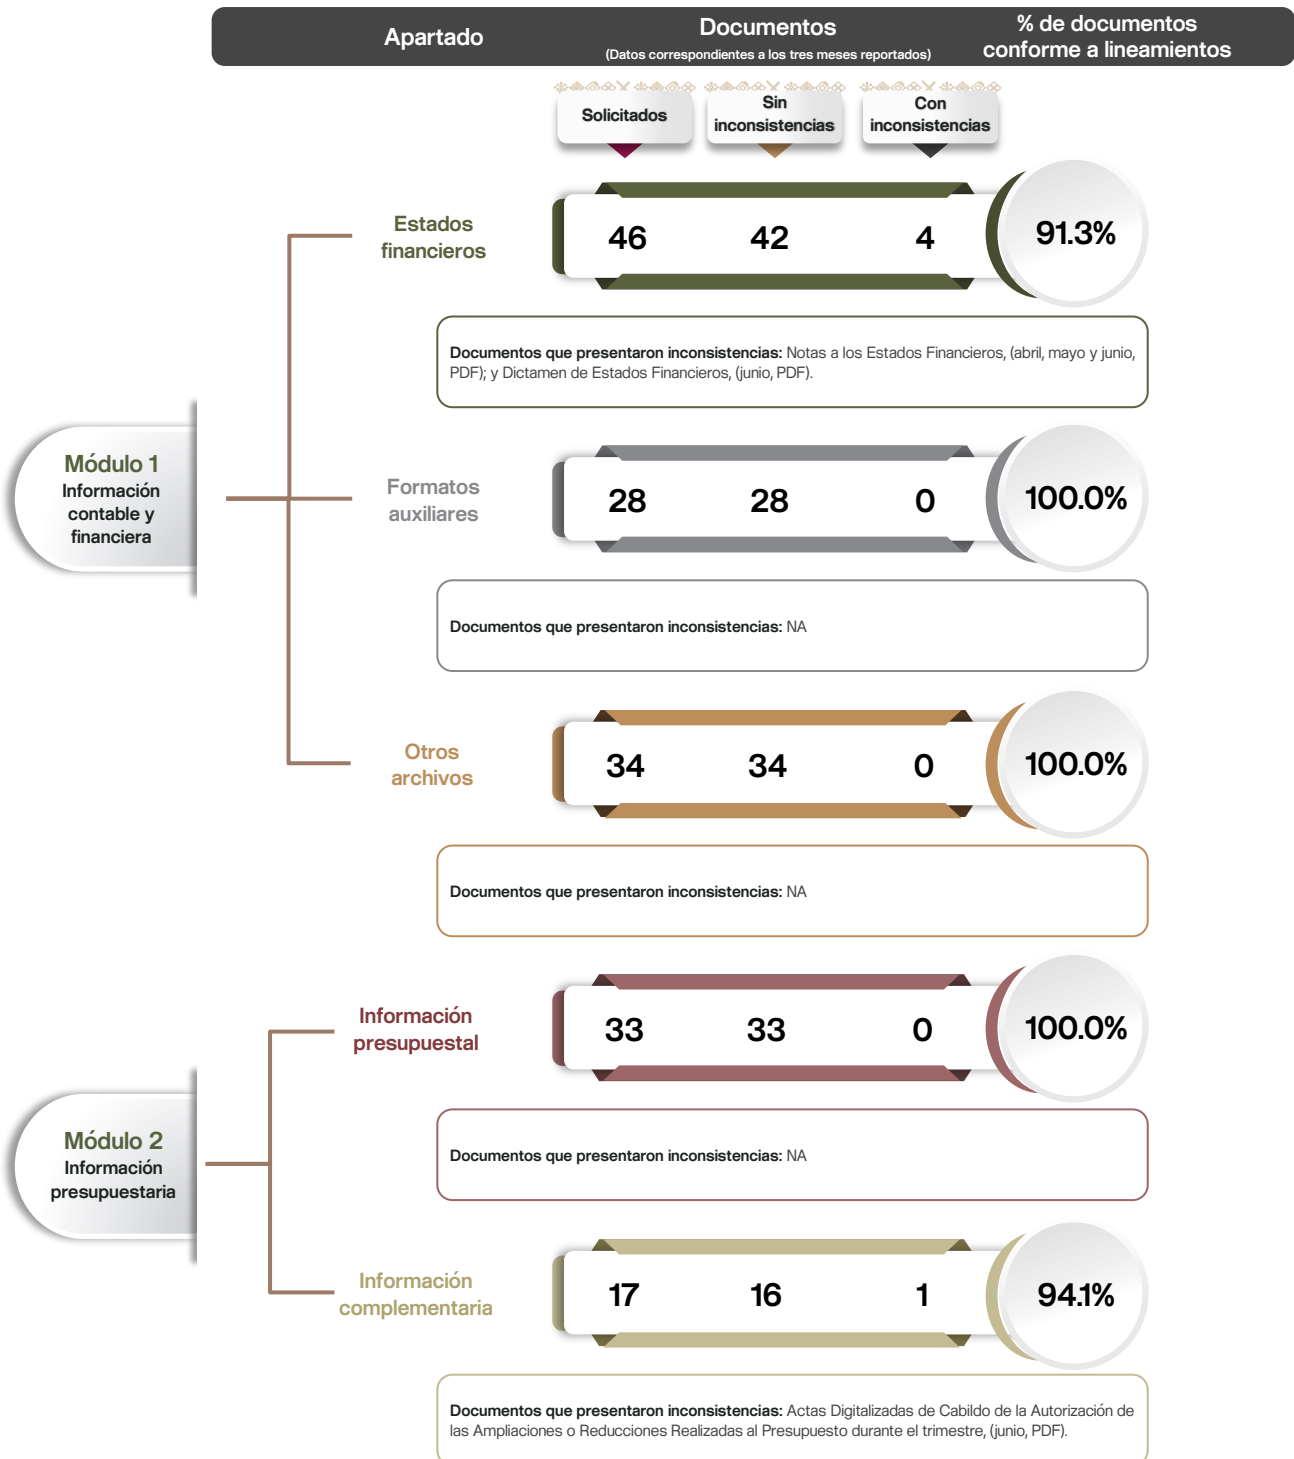 Apartado
Documentos
(Datos correspondientes a los tres meses reportados)
% de documentos
conforme a lineamientos
Solicitados
Sin
inconsistencias
Con
inconsistencias
Módulo 1
Información
contable y
financiera
Estados
financieros
46 42 4 91.3%
Documentos que presentaron inconsistencias: Notas a los Estados Financieros, (abril, mayo y junio,
PDF); y Dictamen de Estados Financieros, (junio, PDF).
Formatos
auxiliares
28 28 0 100.0%
Documentos que presentaron inconsistencias: NA
Otros
archivos
34 34 0 100.0%
Documentos que presentaron inconsistencias: NA
Módulo 2
Información
presupuestaria
Información
presupuestal
33 33 0 100.0%
Documentos que presentaron inconsistencias: NA
Información
complementaria
17 16 1 94.1%
Documentos que presentaron inconsistencias: Actas Digitalizadas de Cabildo de la Autorización de
las Ampliaciones o Reducciones Realizadas al Presupuesto durante el trimestre, (junio, PDF).